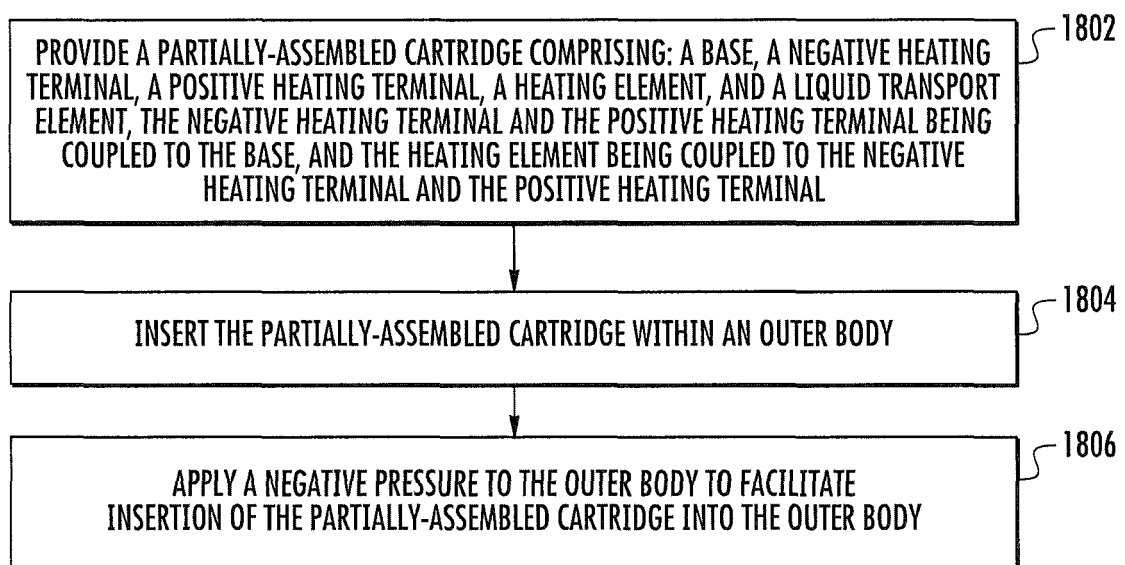 1802
PROVIDE A PARTIALLY-ASSEMBLED CARTRIDGE COMPRISING: A BASE, A NEGATIVE HEATING
TERMINAL, A POSITIVE HEATING TERMINAL, A HEATING ELEMENT, AND A LIQUID TRANSPORT
ELEMENT, THE NEGATIVE HEATING TERMINAL AND THE POSITIVE HEATING TERMINAL BEING
COUPLED TO THE BASE, AND THE HEATING ELEMENT BEING COUPLED TO THE NEGATIVE
HEATING TERMINAL AND THE POSITIVE HEATING TERMINAL
1804
INSERT THE PARTIALLY-ASSEMBLED CARTRIDGE WITHIN AN OUTER BODY
1806
APPLY A NEGATIVE PRESSURE TO THE OUTER BODY TO FACILITATE
INSERTION OF THE PARTIALLY-ASSEMBLED CARTRIDGE INTO THE OUTER BODY